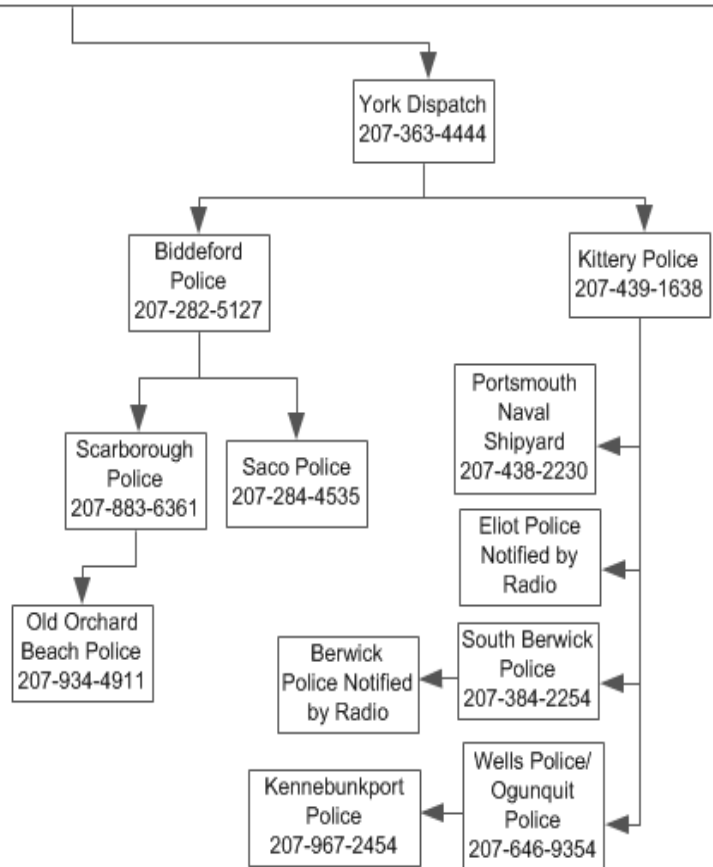 York Dispatch
207-363-4444
Biddeford
Police
207-282-5127
Kittery Police
207-439-1638
Portsmouth
Naval
Shipyard
207-438-2230
Scarborough
Police
207-883-6361
Saco Police
207-284-4535
Eliot Police
Notified by
Radio
Old Orchard
Beach Police
207-934-4911
Berwick
Police Notified
by Radio
South Berwick
Police
207-384-2254
Kennebunkport
Police
207-967-2454
Wells Police/
Ogunquit
Police
207-646-9354